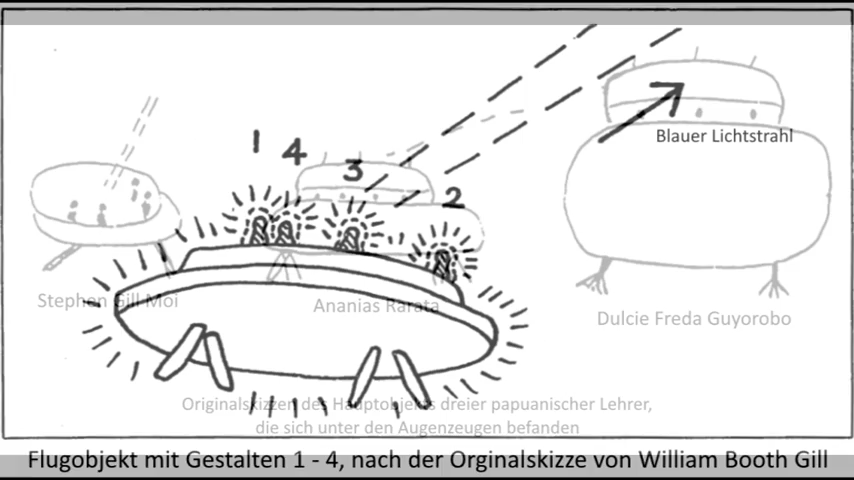 1
4
3
2
Blauer Lichtstrahl
Stephen Gill Moi
Ananias Rarata
Dulcie Freda Guyorobo
Originalskizzen des Hauptobjekts dreier papuanischer Lehrer,
die sich unter den Augenzeugen befanden
Flugobjekt mit Gestalten 1 - 4, nach der Orginalskizze von William Booth Gill